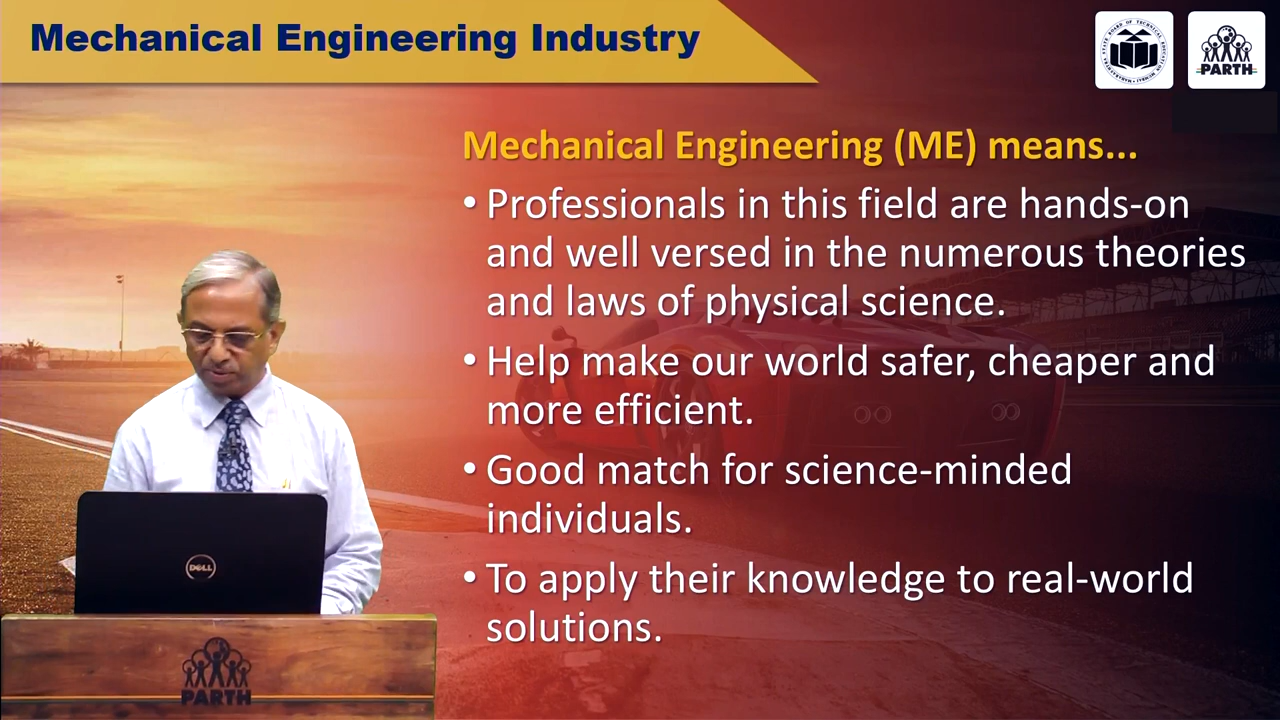 Mechanical Engineering Industry
PARTH
Mechanical Engineering (ME) means...
• Professionals in this field are hands-on
and well versed in the numerous theories
and laws of physical science.
• Help make our world safer, cheaper and
more efficient.
• Good match for science-minded
individuals.
• To apply their knowledge to real-world
solutions.
DELL
PARTH